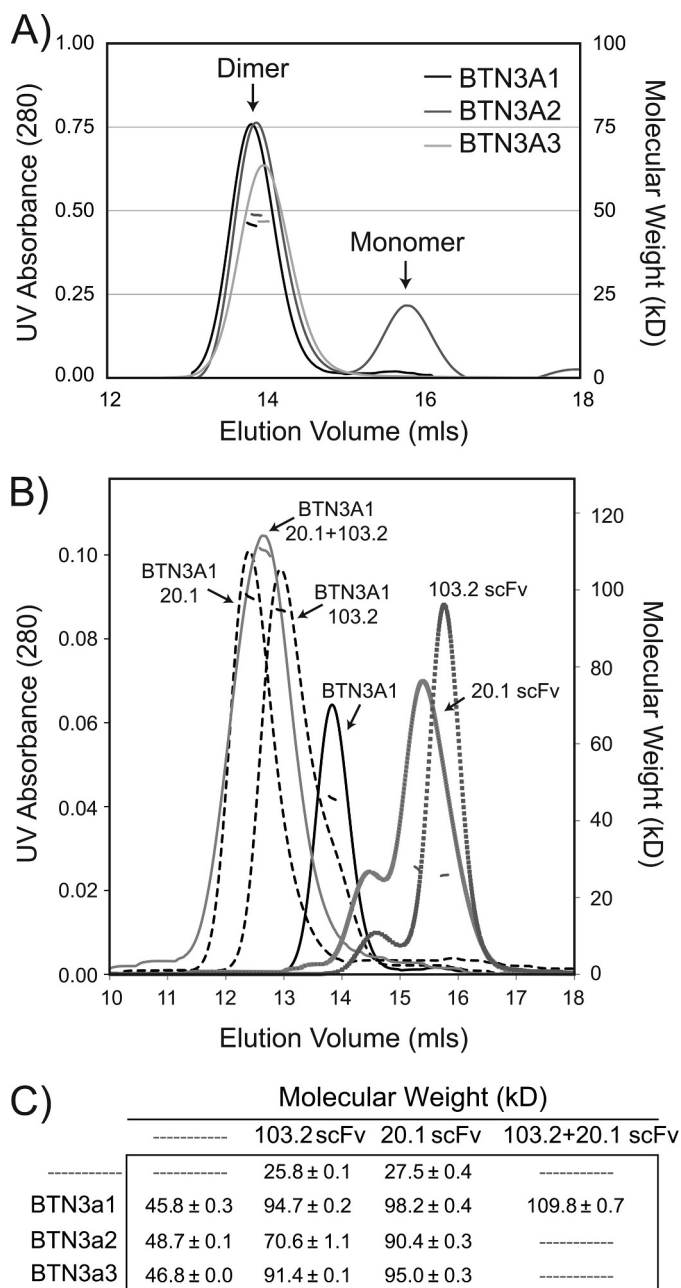 A)
Dimer
Monomer
BTN3A1
BTN3A2
BTN3A3
UV Absorbance (280)
1.00
0.75
0.50
0.25
0.00
Molecular Weight (kD)
100
75
50
25
0
12 14 16 18
Elution Volume (mls)
B)
BTN3A1
20.1+103.2
BTN3A1
20.1
BTN3A1
103.2
BTN3A1
103.2 scFv
20.1 scFv
UV Absorbance (280)
0.10
0.08
0.06
0.04
0.02
0.00
Molecular Weight (kD)
120
100
80
60
40
20
0
10 11 12 13 14 15 16 17 18
Elution Volume (mls)
C)
Molecular Weight (kD)
---------- 103.2 scFv 20.1 scFv 103.2+20.1 scFv
---------- ---------- 25.8 ± 0.1 27.5 ± 0.4 ----------
BTN3a1 45.8 ± 0.3 94.7 ± 0.2 98.2 ± 0.4 109.8 ± 0.7
BTN3a2 48.7 ± 0.1 70.6 ± 1.1 90.4 ± 0.3 ----------
BTN3a3 46.8 ± 0.0 91.4 ± 0.1 95.0 ± 0.3 ----------